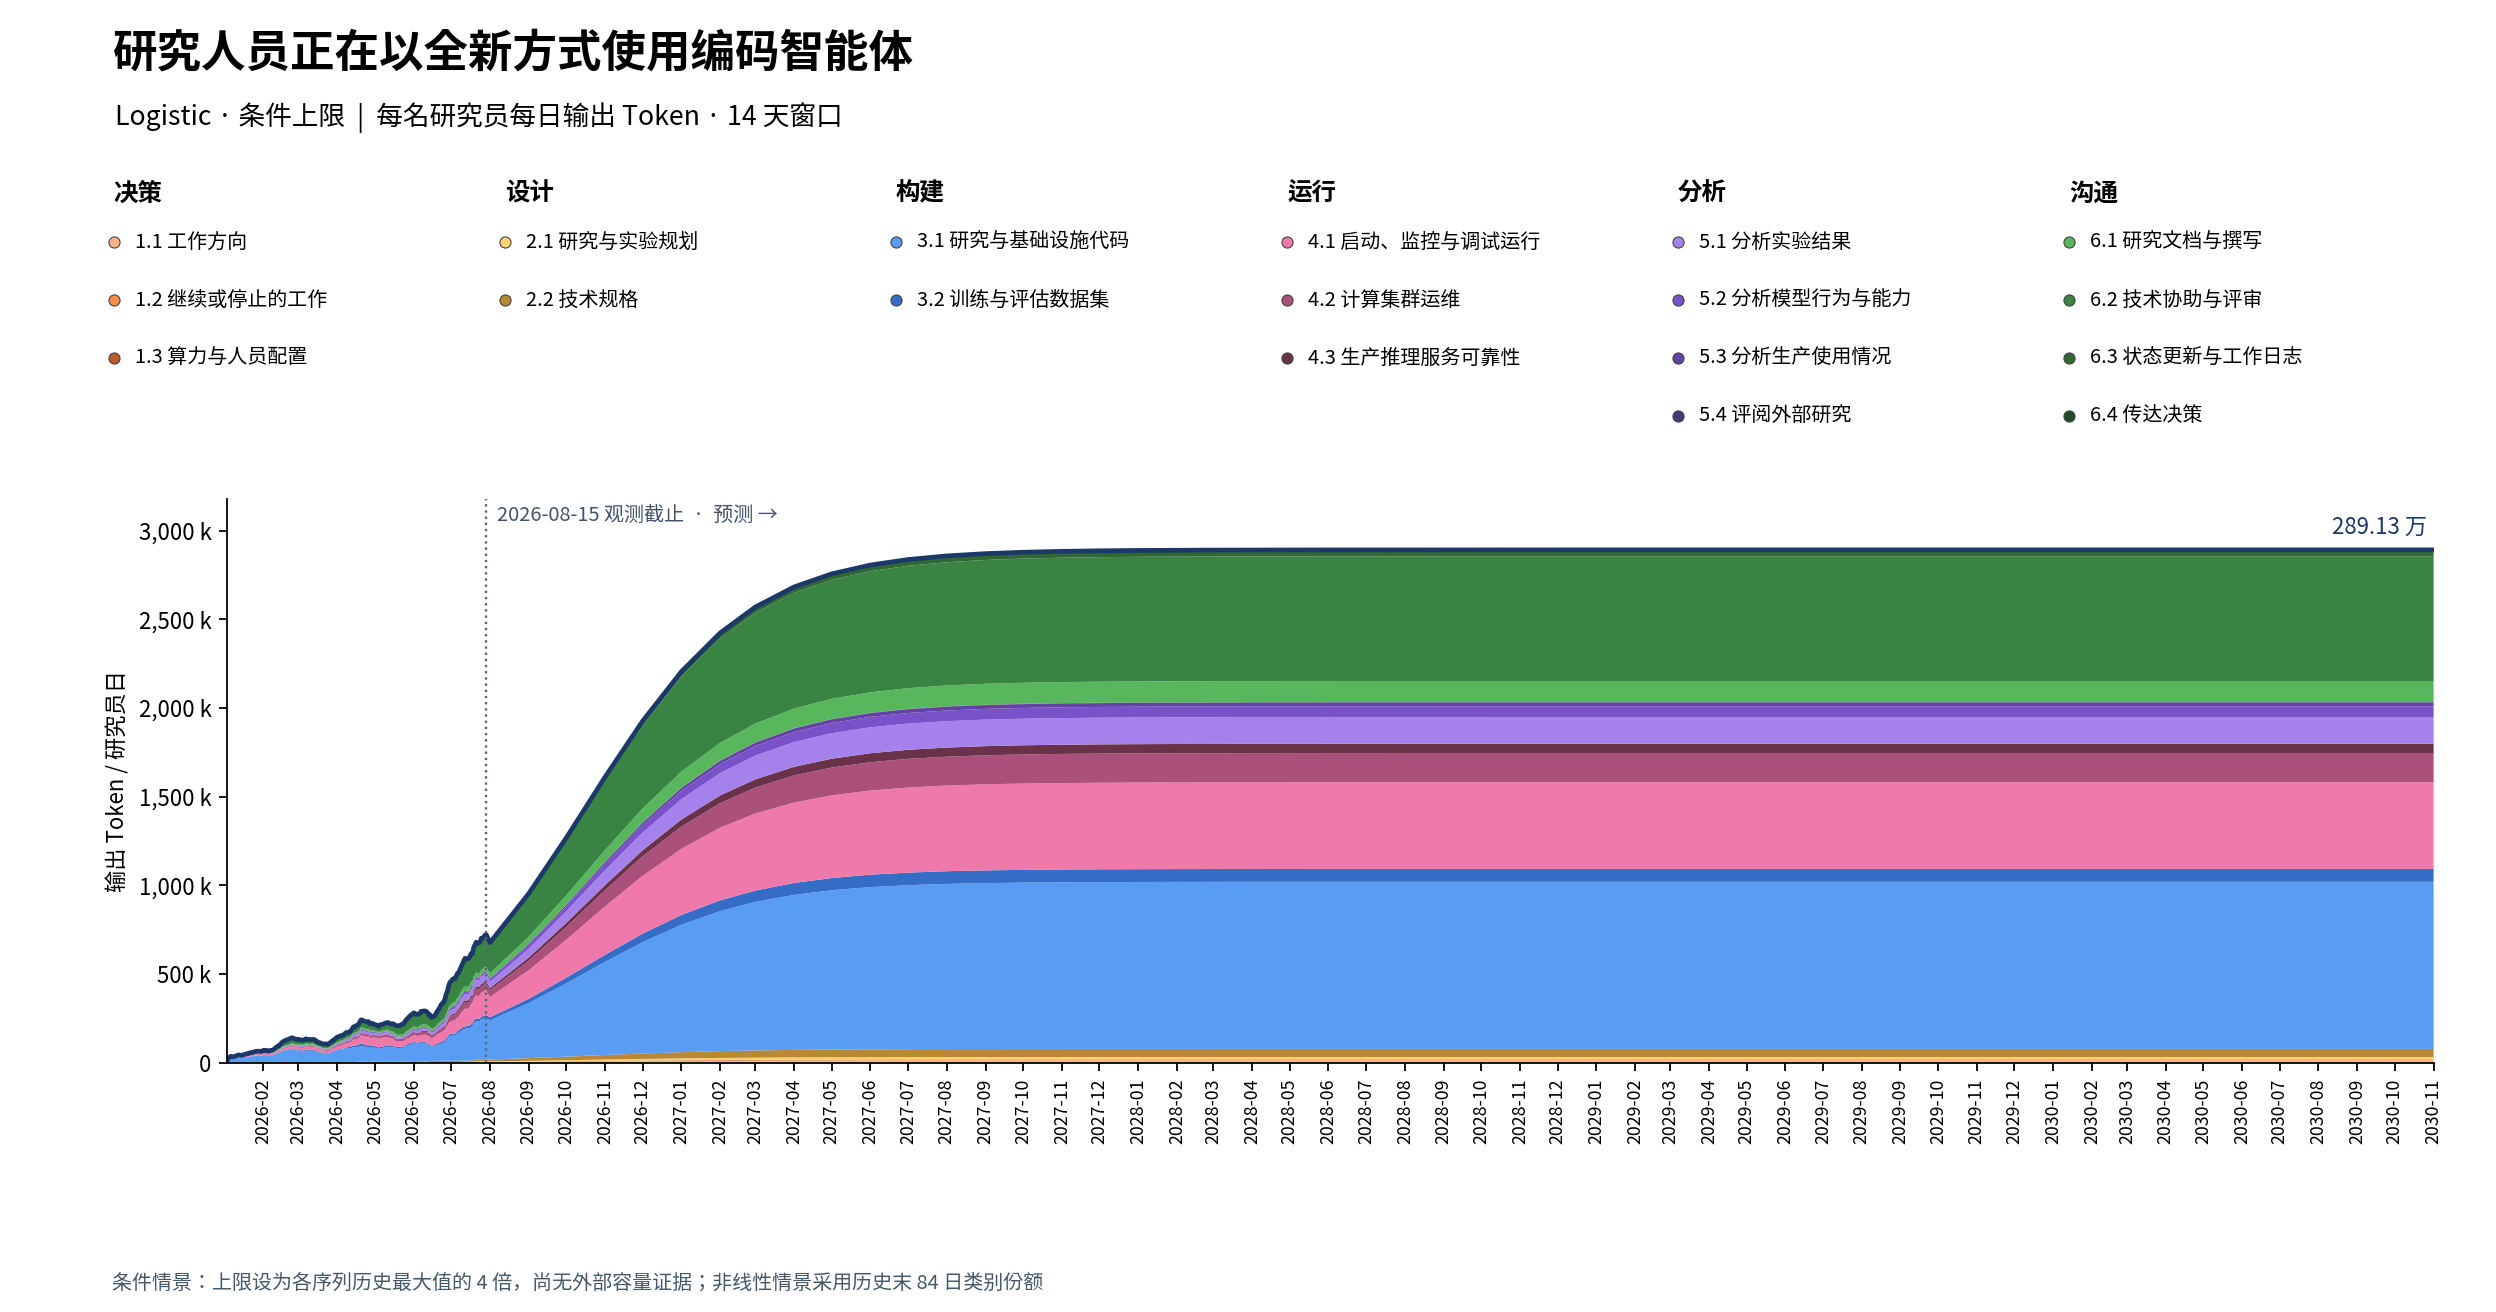 研究人员正在以全新方式使用编码智能体
Logistic · 条件上限 | 每名研究员每日输出 Token · 14 天窗口
决策
1.1 工作方向
1.2 继续或停止的工作
1.3 算力与人员配置
设计
2.1 研究与实验规划
2.2 技术规格
构建
3.1 研究与基础设施代码
3.2 训练与评估数据集
运行
4.1 启动、监控与调试运行
4.2 计算集群运维
4.3 生产推理服务可靠性
分析
5.1 分析实验结果
5.2 分析模型行为与能力
5.3 分析生产使用情况
5.4 评阅外部研究
沟通
6.1 研究文档与撰写
6.2 技术协助与评审
6.3 状态更新与工作日志
6.4 传达决策
2026-08-15 观测截止 · 预测 →
289.13 万
输出 Token / 研究员日
3,000 k
2,500 k
2,000 k
1,500 k
1,000 k
500 k
0
2026-02
2026-03
2026-04
2026-05
2026-06
2026-07
2026-08
2026-09
2026-10
2026-11
2026-12
2027-01
2027-02
2027-03
2027-04
2027-05
2027-06
2027-07
2027-08
2027-09
2027-10
2027-11
2027-12
2028-01
2028-02
2028-03
2028-04
2028-05
2028-06
2028-07
2028-08
2028-09
2028-10
2028-11
2028-12
2029-01
2029-02
2029-03
2029-04
2029-05
2029-06
2029-07
2029-08
2029-09
2029-10
2029-11
2029-12
2030-01
2030-02
2030-03
2030-04
2030-05
2030-06
2030-07
2030-08
2030-09
2030-10
2030-11
条件情景：上限设为各序列历史最大值的 4 倍，尚无外部容量证据；非线性情景采用历史末 84 日类别份额